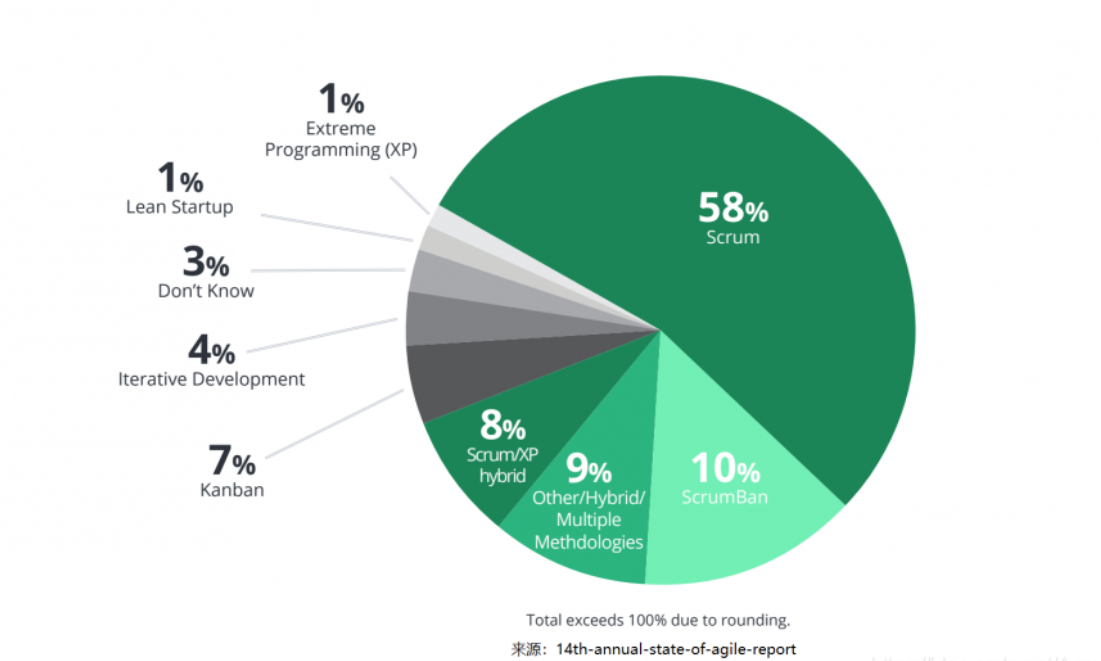 1%
Extreme
Programming (XP)
1%
Lean Startup
3%
Don't Know
4%
Iterative Development
7%
Kanban
58%
Scrum
8%
Scrum/XP
hybrid
9%
Other/Hybrid/
Multiple
Methdologies
10%
ScrumBan
Total exceeds 100% due to rounding.
来源：14th-annual-state-of-agile-report